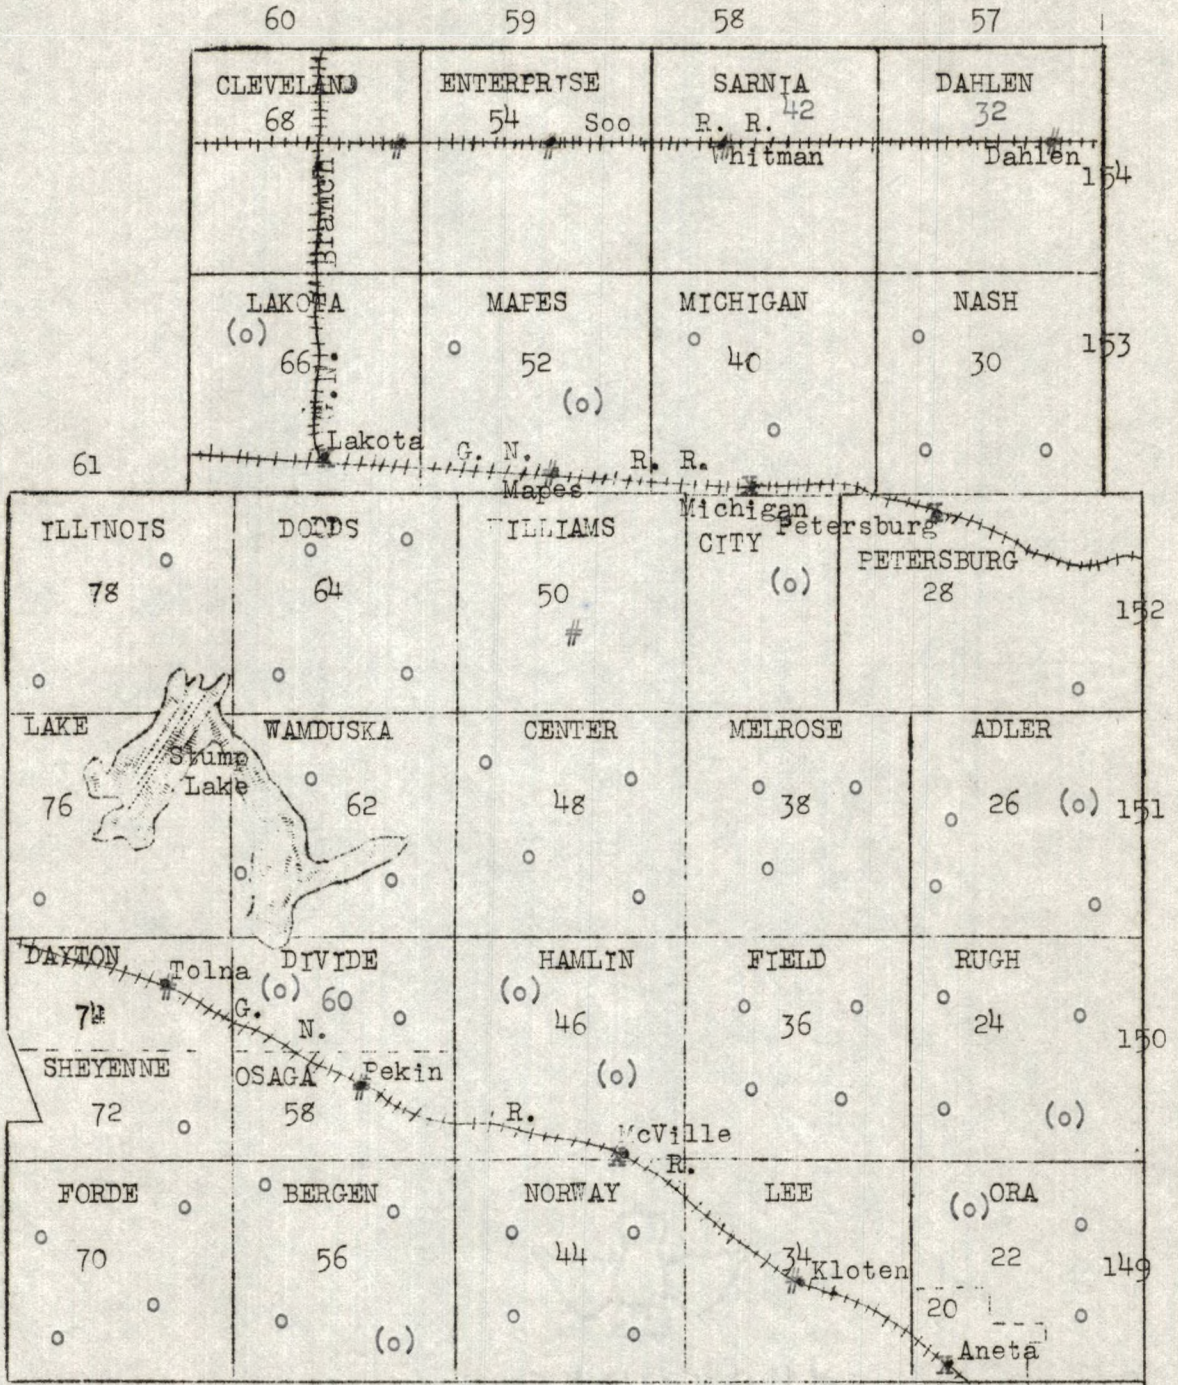 60 59 58 57
CLEVELAND ENTERPRISE SARNIA DAHLEN
68 54 Soo R. R. 42 32
Whitman Dahlen
154
Branch
LAKOTA MAPES MICHIGAN NASH
(o) o o o 153
66 52 40 30
(o)
G.N.
o
Lakota G. N. R. R. o o
61
Mapes Michigan Petersburg
ILLINOIS DODDS WILLIAMS CITY PETERSBURG
o o o
78 64 50 (o) 28 152
#
o o o o
LAKE WAMDUSKA CENTER MELROSE ADLER
Stump
Lake
o o o o o
76 62 48 38 26 (o) 151
o o o
o o o o
o o o
DAYTON Tolna DIVIDE HAMLIN FIELD RUGH
(o) 60 (o) o o o
74 G. N. o 46 36 24 o 150
SHEYENNE OSAGA Pekin (o)
72 58 R. o o o (o)
o
McVille
R.
FORDE BERGEN NORWAY LEE ORA
o o (o)
o o o o o
70 56 44 34 22 149
Kloten
o 20
o o o o (o) o
Aneta